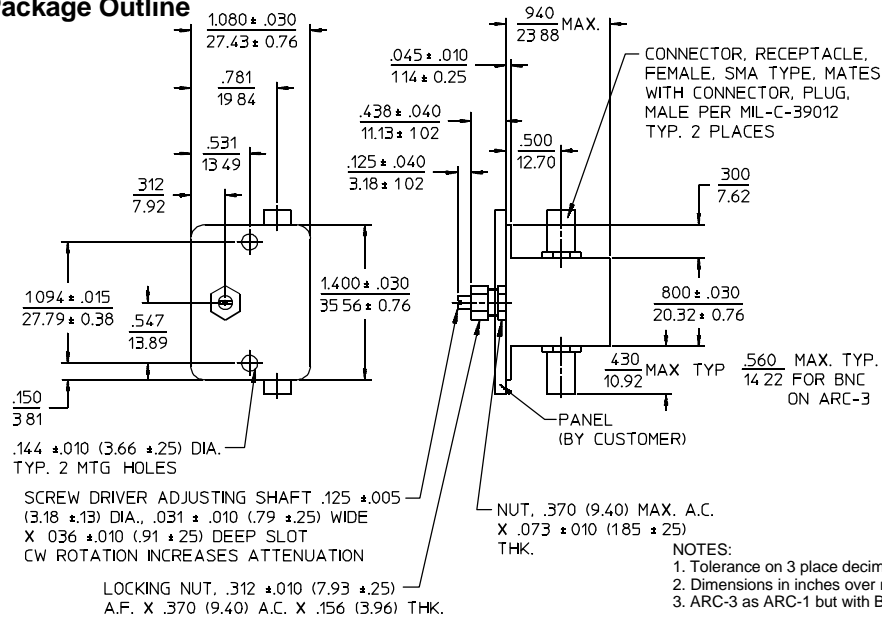 Package Outline
1.080 ± .030
27.43 ± 0.76
.781
19 84
.531
13 49
.312
7.92
1094 ± .015
27.79 ± 0.38
.547
13.89
.150
3 81
1.400 ± .030
35 56 ± 0.76
.144 ±.010 (3.66 ±.25) DIA.
TYP. 2 MTG HOLES
940
23 88
MAX.
.045 ± .010
114 ± 0.25
.438 ± .040
11.13 ± 1 02
.125 ± .040
3.18 ± 1 02
.500
12.70
CONNECTOR, RECEPTACLE,
FEMALE, SMA TYPE, MATES
WITH CONNECTOR, PLUG,
MALE PER MIL-C-39012
TYP. 2 PLACES
300
7.62
800 ± .030
20.32 ± 0.76
430
10.92
MAX TYP
.560
14 22
MAX. TYP.
FOR BNC
ON ARC-3
PANEL
(BY CUSTOMER)
SCREW DRIVER ADJUSTING SHAFT .125 ±.005
(3.18 ±.13) DIA., .031 ± .010 (.79 ±.25) WIDE
X 036 ±.010 (.91 ± 25) DEEP SLOT
CW ROTATION INCREASES ATTENUATION
NUT, .370 (9.40) MAX. A.C.
X .073 ± 010 (1 85 ± 25)
THK.
LOCKING NUT, .312 ±.010 (7.93 ±.25)
A.F. X .370 (9.40) A.C. X .156 (3.96) THK.
NOTES:
1. Tolerance on 3 place decim
2. Dimensions in inches over
3. ARC-3 as ARC-1 but with B